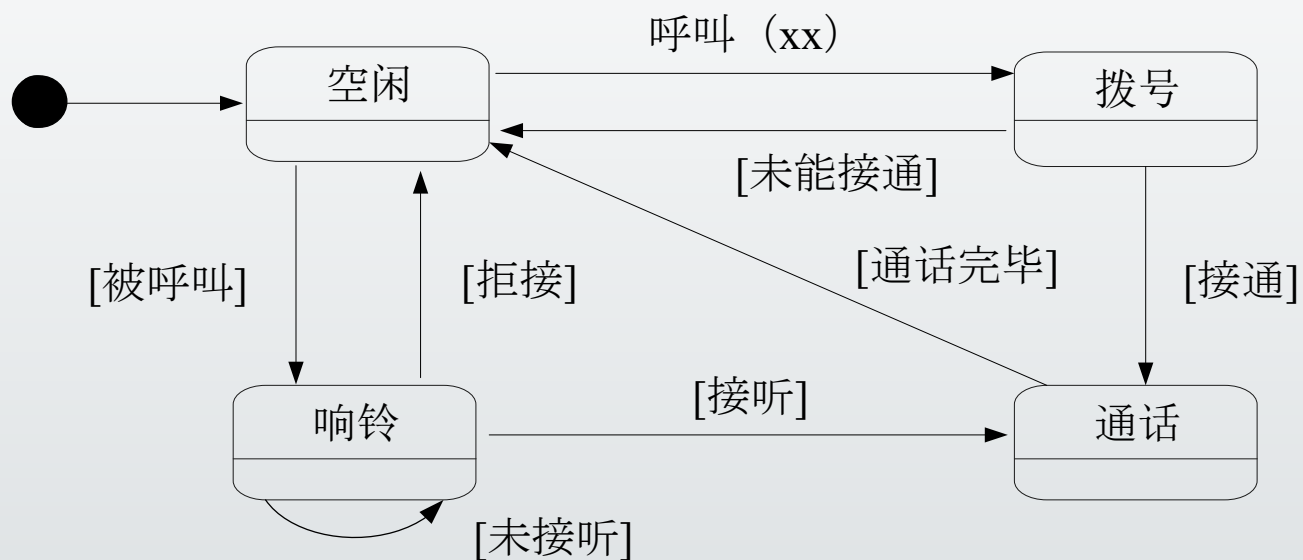 呼叫（xx）
空闲
拨号
[未能接通]
[通话完毕]
[被呼叫]
[拒接]
[接通]
[接听]
响铃
通话
[未接听]